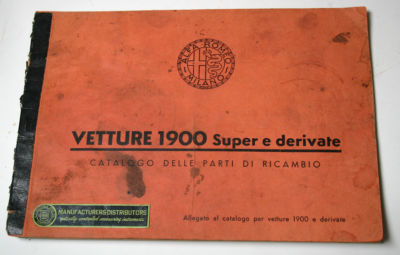 ALFA ROMEO
MILANO
VETTURE 1900 Super e derivate
CATALOGO DELLE PARTI DI RICAMBIO
MANUFACTURERS DISTRIBUTORS
Allegato al catalogo per vetture 1900 e derivate